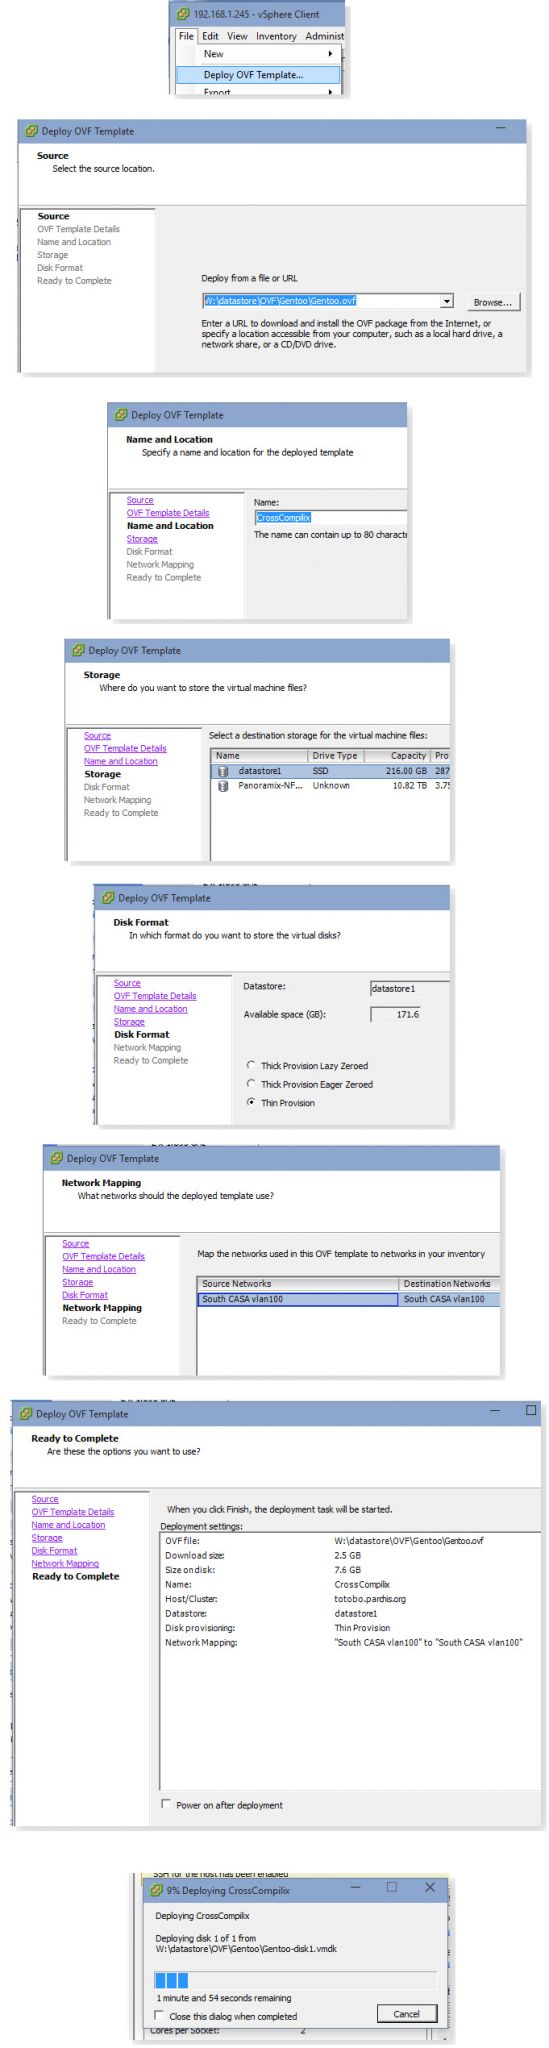 192.168.1.245 - vSphere Client
File Edit View Inventory Administ
New
Deploy OVF Template...
Export
Deploy OVF Template
Source
Select the source location.
Source
OVF Template Details
Name and Location
Storage
Disk Format
Ready to Complete
Deploy from a file or URL
W:\datastore\OVF\Gentoo\Gentoo.ovf
Browse...
Enter a URL to download and install the OVF package from the Internet, or
specify a location accessible from your computer, such as a local hard drive, a
network share, or a CD/DVD drive.
Deploy OVF Template
Name and Location
Specify a name and location for the deployed template
Source
OVF Template Details
Name and Location
Storage
Disk Format
Network Mapping
Ready to Complete
Name:
CrossCompilix
The name can contain up to 80 characte
Deploy OVF Template
Storage
Where do you want to store the virtual machine files?
Source
OVF Template Details
Name and Location
Storage
Disk Format
Network Mapping
Ready to Complete
Select a destination storage for the virtual machine files:
Name Drive Type Capacity Pro
datastore1 SSD 216.00 GB 287
Panoramix-NF... Unknown 10.82 TB 3.75
Deploy OVF Template
Disk Format
In which format do you want to store the virtual disks?
Source
OVF Template Details
Name and Location
Storage
Disk Format
Network Mapping
Ready to Complete
Datastore: datastore1
Available space (GB): 171.6
Thick Provision Lazy Zeroed
Thick Provision Eager Zeroed
Thin Provision
Deploy OVF Template
Network Mapping
What networks should the deployed template use?
Source
OVF Template Details
Name and Location
Storage
Disk Format
Network Mapping
Ready to Complete
Map the networks used in this OVF template to networks in your inventory
Source Networks Destination Networks
South CASA vlan100 South CASA vlan100
Deploy OVF Template
Ready to Complete
Are these the options you want to use?
Source
OVF Template Details
Name and Location
Storage
Disk Format
Network Mapping
Ready to Complete
When you click Finish, the deployment task will be started.
Deployment settings:
OVF file: W:\datastore\OVF\Gentoo\Gentoo.ovf
Download size: 2.5 GB
Size on disk: 7.6 GB
Name: CrossCompilix
Host/Cluster: totobo.parchis.org
Datastore: datastore1
Disk provisioning: Thin Provision
Network Mapping: "South CASA vlan100" to "South CASA vlan100"
Power on after deployment
SSH for the host has been enabled
9% Deploying CrossCompilix
Deploying CrossCompilix
Deploying disk 1 of 1 from
W:\datastore\OVF\Gentoo\Gentoo-disk1.vmdk
1 minute and 54 seconds remaining
Close this dialog when completed
Cancel
Cores per Socket: 2